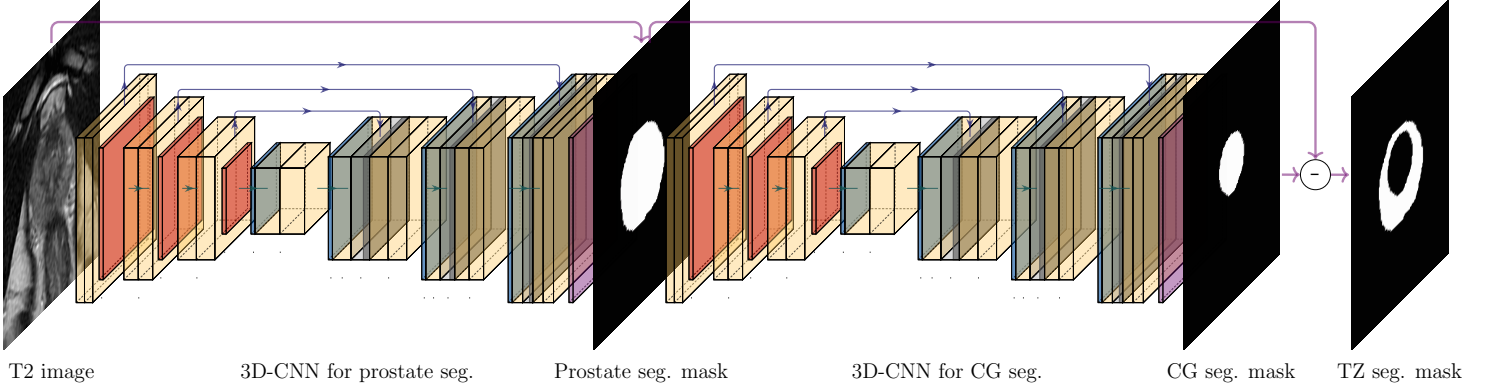 -
T2 image
3D-CNN for prostate seg.
Prostate seg. mask
3D-CNN for CG seg.
CG seg. mask
TZ seg. mask